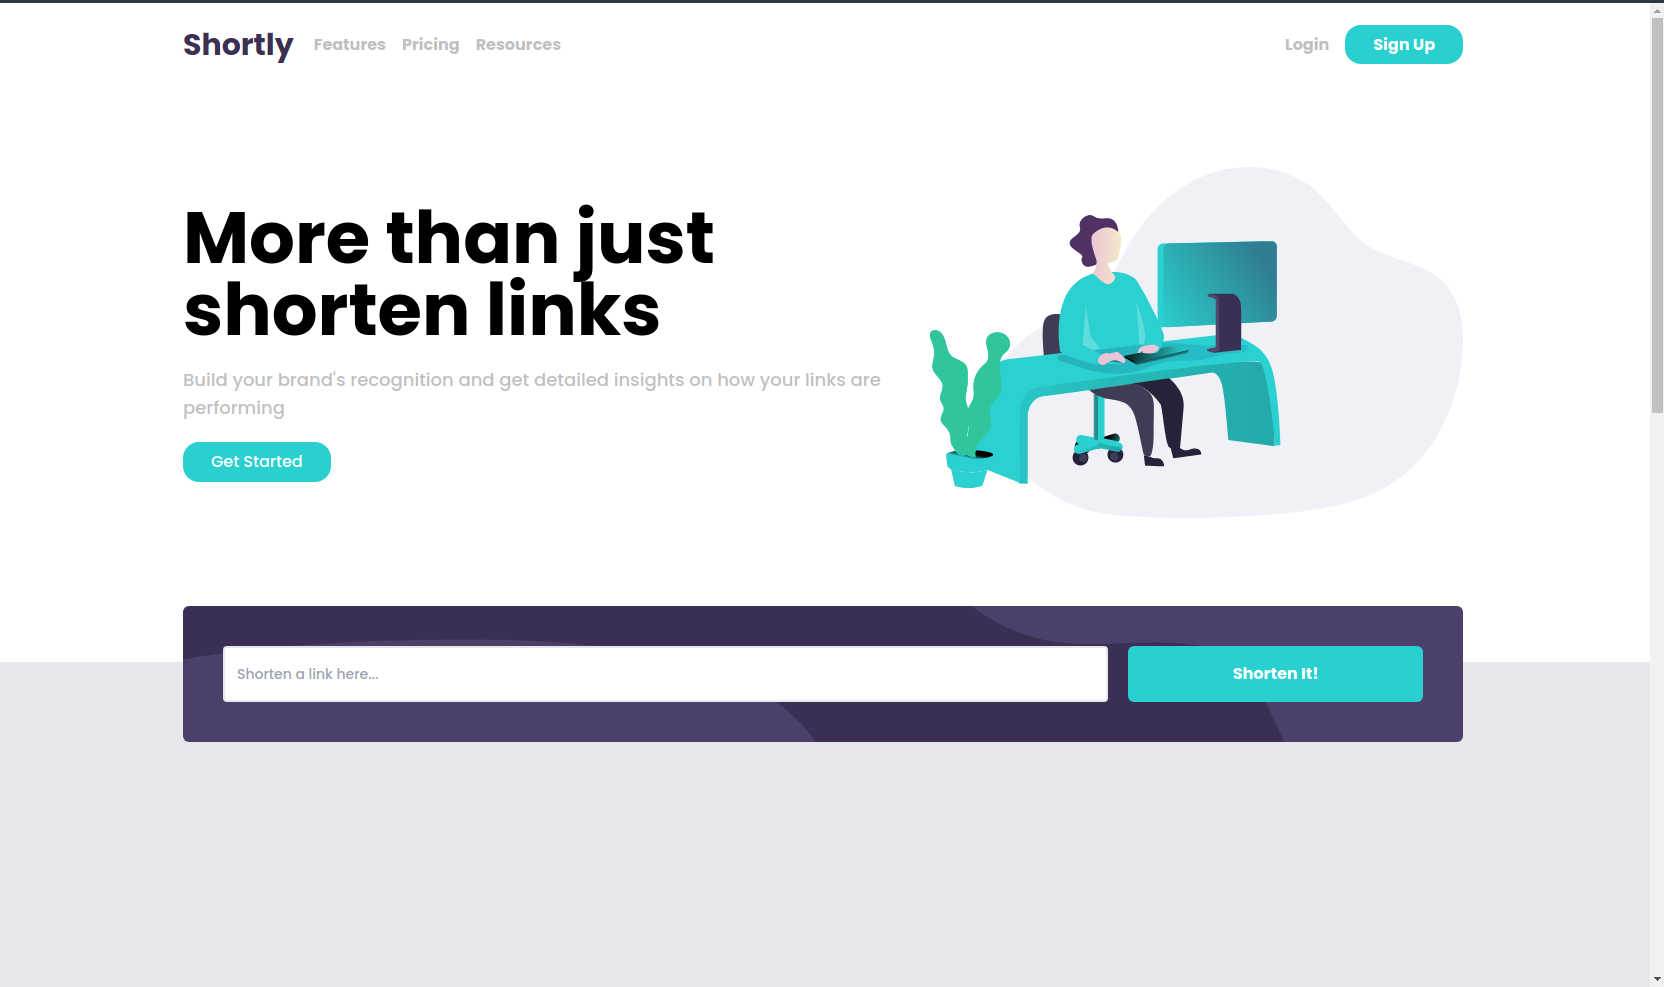 Shortly Features Pricing Resources Login Sign Up
More than just
shorten links
Build your brand's recognition and get detailed insights on how your links are
performing
Get Started
Shorten a link here...
Shorten It!